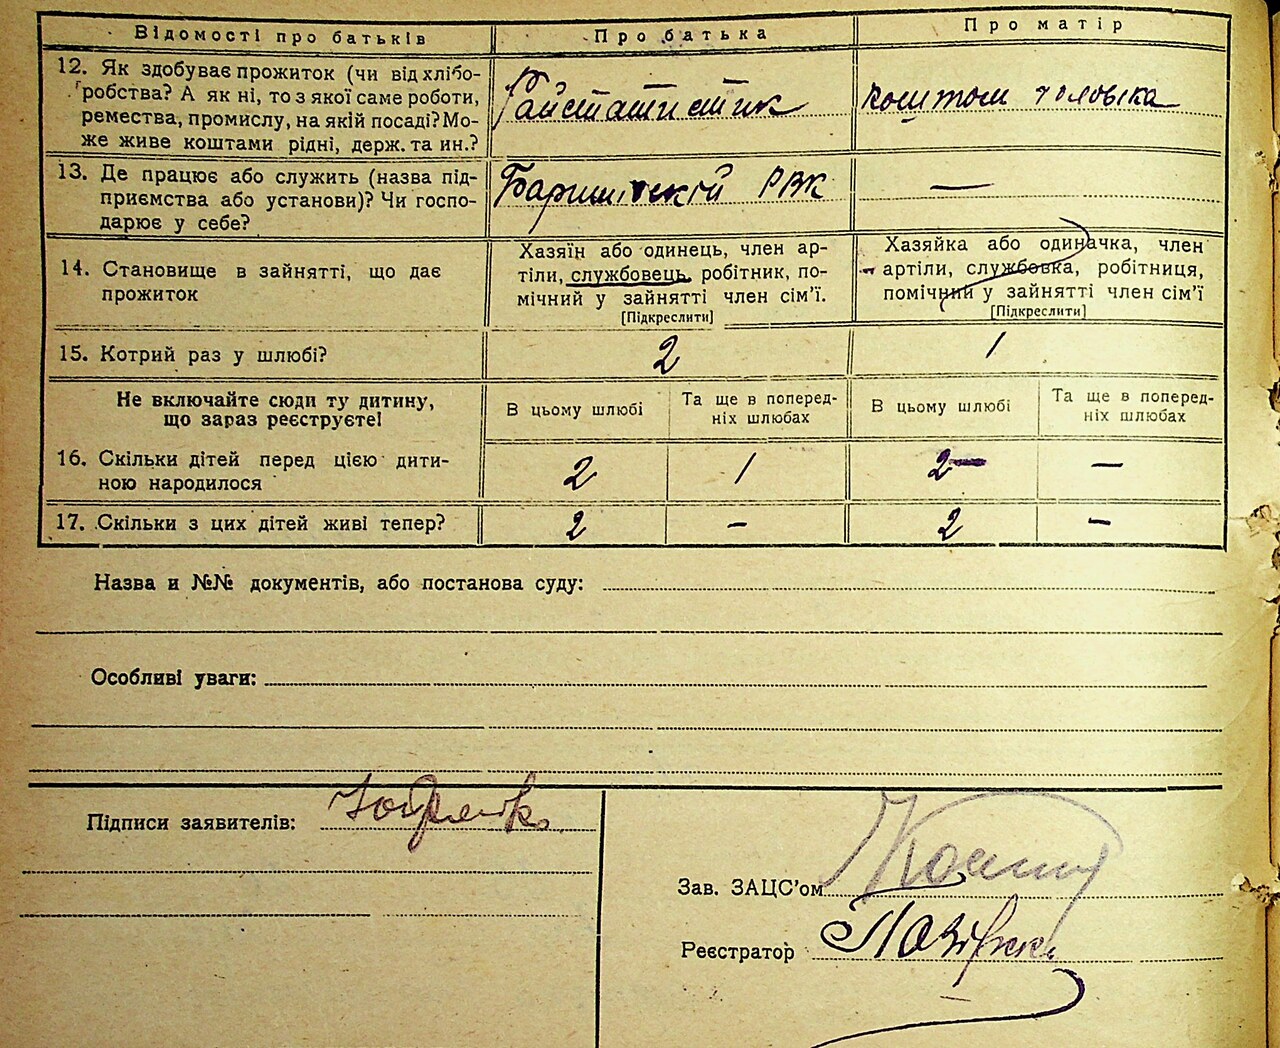 Відомості про батьків Про батька Про матір
12. Як здобуває прожиток (чи від хлібо-
робства? А як ні, то з якої саме роботи,
ремества, промислу, на якій посаді? Мо-
же живе коштами рідні, держ. та ин.?
Райстатистик
коштом чоловіка
13. Де працює або служить (назва під-
приємства або установи)? Чи госпо-
дарює у себе?
Баришівській РВК
—
14. Становище в зайнятті, що дає
прожиток
Хазяїн або одинець, член ар-
тіли, службовець, робітник, по-
мічний у зайнятті член сім'ї.
[Підкреслити]
Хазяйка або одиначка, член
артіли, службовка, робітниця,
помічний у зайнятті член сім'ї
[Підкреслити]
15. Котрий раз у шлюбі? 2 1
Не включайте сюди ту дитину,
що зараз реєструєте!
В цьому шлюбі
Та ще в поперед-
ніх шлюбах
В цьому шлюбі
Та ще в поперед-
ніх шлюбах
16. Скільки дітей перед цією дити-
ною народилося
2 1 2 —
17. Скільки з цих дітей живі тепер? 2 - 2 -
Назва и №№ документів, або постанова суду:
Особливі уваги:
Підписи заявителів:
Зав. ЗАЦС'ом
Реєстратор